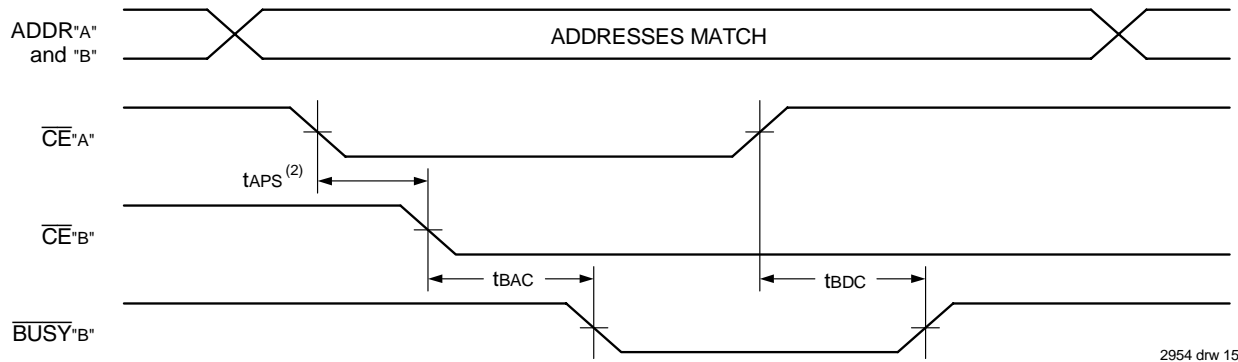 ADDR"A"
and "B"
ADDRESSES MATCH
CE"A"
tAPS (2)
CE"B"
tBAC
tBDC
BUSY"B"
2954 drw 15